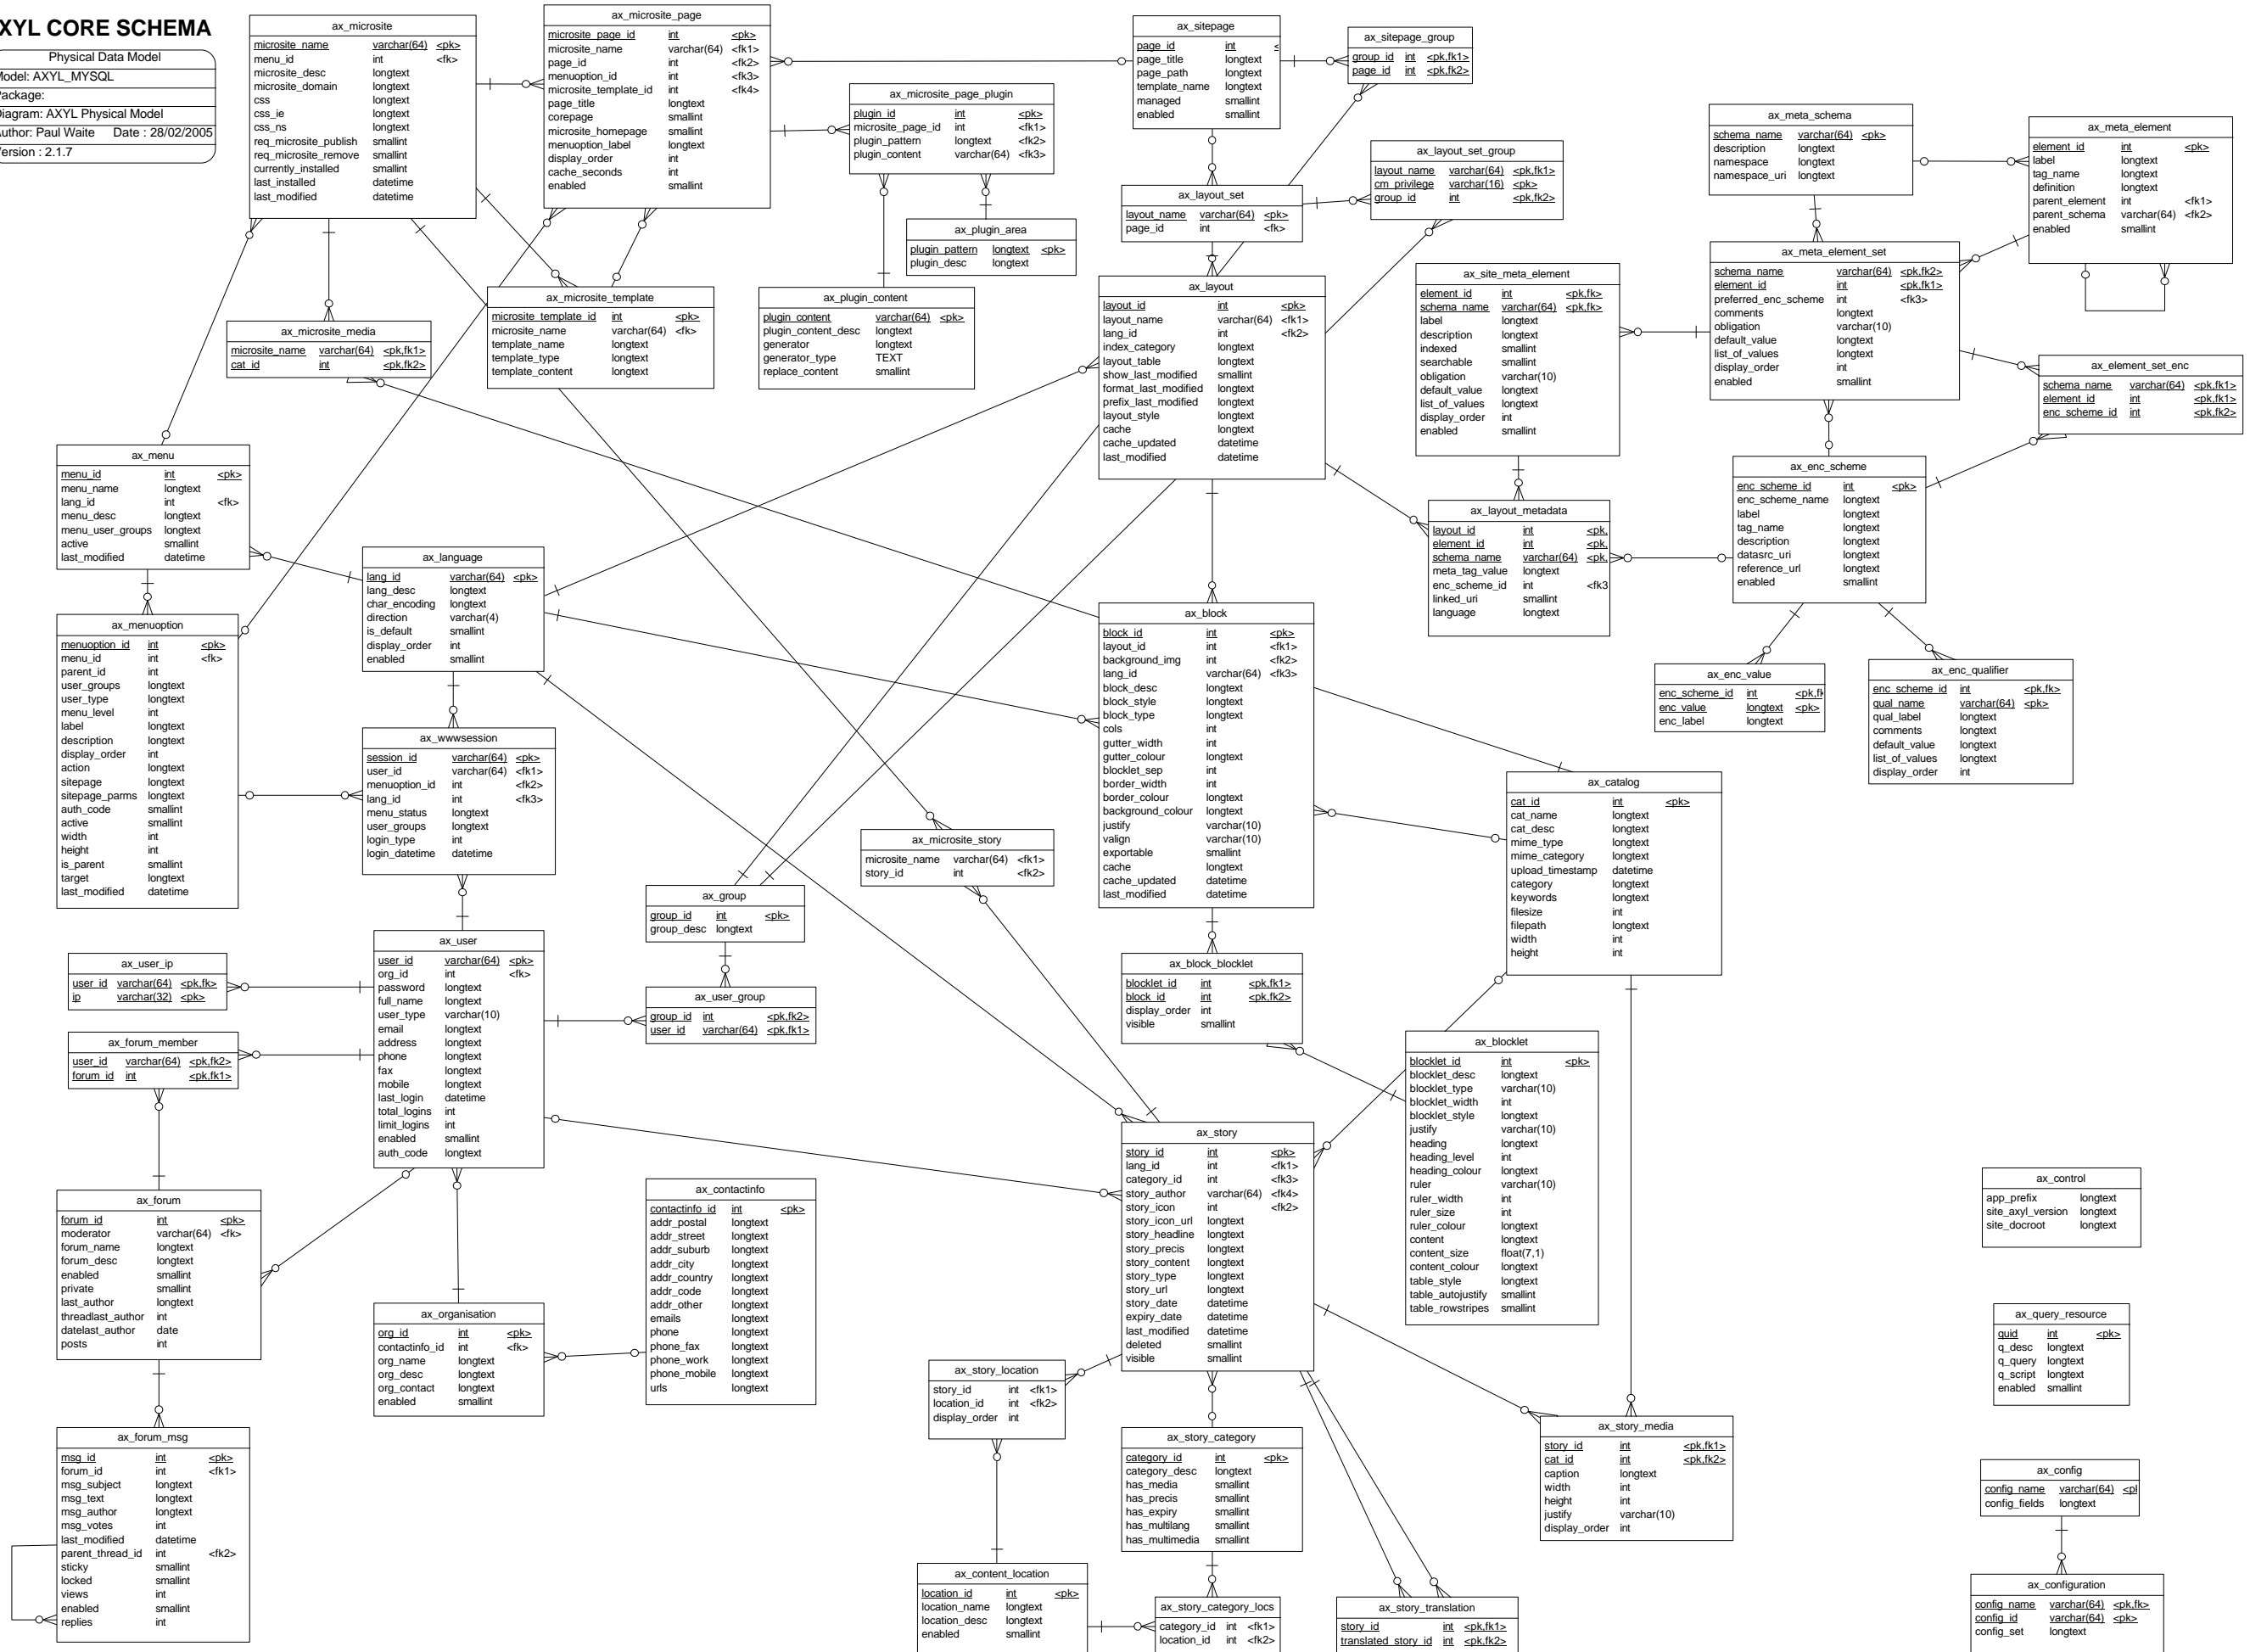 XYL CORE SCHEMA
Physical Data Model
Model: AXYL_MYSQL
Package:
Diagram: AXYL Physical Model
Author: Paul Waite Date : 28/02/2005
Version : 2.1.7
ax_microsite
microsite_name varchar(64) <pk>
menu_id int <fk>
microsite_desc longtext
microsite_domain longtext
css longtext
css_ie longtext
css_ns longtext
req_microsite_publish smallint
req_microsite_remove smallint
currently_installed smallint
last_installed datetime
last_modified datetime
ax_microsite_page
microsite_page_id int <pk>
microsite_name varchar(64) <fk1>
page_id int <fk2>
menuoption_id int <fk3>
microsite_template_id int <fk4>
page_title longtext
corepage smallint
microsite_homepage smallint
menuoption_label longtext
display_order int
cache_seconds int
enabled smallint
ax_microsite_page_plugin
plugin_id int <pk>
microsite_page_id int <fk1>
plugin_pattern longtext <fk2>
plugin_content varchar(64) <fk3>
ax_sitepage
page_id int <
page_title longtext
page_path longtext
template_name longtext
managed smallint
enabled smallint
ax_sitepage_group
group_id int <pk,fk1>
page_id int <pk,fk2>
ax_layout_set_group
layout_name varchar(64) <pk,fk1>
cm_privilege varchar(16) <pk>
group_id int <pk,fk2>
ax_layout_set
layout_name varchar(64) <pk>
page_id int <fk>
ax_meta_schema
schema_name varchar(64) <pk>
description longtext
namespace longtext
namespace_uri longtext
ax_meta_element
element_id int <pk>
label longtext
tag_name longtext
definition longtext
parent_element int <fk1>
parent_schema varchar(64) <fk2>
enabled smallint
ax_plugin_area
plugin_pattern longtext <pk>
plugin_desc longtext
ax_microsite_media
microsite_name varchar(64) <pk,fk1>
cat_id int <pk,fk2>
ax_microsite_template
microsite_template_id int <pk>
microsite_name varchar(64) <fk>
template_name longtext
template_type longtext
template_content longtext
ax_plugin_content
plugin_content varchar(64) <pk>
plugin_content_desc longtext
generator longtext
generator_type TEXT
replace_content smallint
ax_layout
layout_id int <pk>
layout_name varchar(64) <fk1>
lang_id int <fk2>
index_category longtext
layout_table longtext
show_last_modified smallint
format_last_modified longtext
prefix_last_modified longtext
layout_style longtext
cache longtext
cache_updated datetime
last_modified datetime
ax_site_meta_element
element_id int <pk,fk>
schema_name varchar(64) <pk,fk>
label longtext
description longtext
indexed smallint
searchable smallint
obligation varchar(10)
default_value longtext
list_of_values longtext
display_order int
enabled smallint
ax_meta_element_set
schema_name varchar(64) <pk,fk2>
element_id int <pk,fk1>
preferred_enc_scheme int <fk3>
comments longtext
obligation varchar(10)
default_value longtext
list_of_values longtext
display_order int
enabled smallint
ax_element_set_enc
schema_name varchar(64) <pk,fk1>
element_id int <pk,fk1>
enc_scheme_id int <pk,fk2>
ax_menu
menu_id int <pk>
menu_name longtext
lang_id int <fk>
menu_desc longtext
menu_user_groups longtext
active smallint
last_modified datetime
ax_language
lang_id varchar(64) <pk>
lang_desc longtext
char_encoding longtext
direction varchar(4)
is_default smallint
display_order int
enabled smallint
ax_layout_metadata
layout_id int <pk,
element_id int <pk,
schema_name varchar(64) <pk,
meta_tag_value longtext
enc_scheme_id int <fk3
linked_uri smallint
language longtext
ax_enc_scheme
enc_scheme_id int <pk>
enc_scheme_name longtext
label longtext
tag_name longtext
description longtext
datasrc_uri longtext
reference_url longtext
enabled smallint
ax_menuoption
menuoption_id int <pk>
menu_id int <fk>
parent_id int
user_groups longtext
user_type longtext
menu_level int
label longtext
description longtext
display_order int
action longtext
sitepage longtext
sitepage_parms longtext
auth_code smallint
active smallint
width int
height int
is_parent smallint
target longtext
last_modified datetime
ax_wwwsession
session_id varchar(64) <pk>
user_id varchar(64) <fk1>
menuoption_id int <fk2>
lang_id int <fk3>
menu_status longtext
user_groups longtext
login_type int
login_datetime datetime
ax_block
block_id int <pk>
layout_id int <fk1>
background_img int <fk2>
lang_id varchar(64) <fk3>
block_desc longtext
block_style longtext
block_type longtext
cols int
gutter_width int
gutter_colour longtext
blocklet_sep int
border_width int
border_colour longtext
background_colour longtext
justify varchar(10)
valign varchar(10)
exportable smallint
cache longtext
cache_updated datetime
last_modified datetime
ax_enc_value
enc_scheme_id int <pk,fk
enc_value longtext <pk>
enc_label longtext
ax_enc_qualifier
enc_scheme_id int <pk,fk>
qual_name varchar(64) <pk>
qual_label longtext
comments longtext
default_value longtext
list_of_values longtext
display_order int
ax_catalog
cat_id int <pk>
cat_name longtext
cat_desc longtext
mime_type longtext
mime_category longtext
upload_timestamp datetime
category longtext
keywords longtext
filesize int
filepath longtext
width int
height int
ax_microsite_story
microsite_name varchar(64) <fk1>
story_id int <fk2>
ax_group
group_id int <pk>
group_desc longtext
ax_user_ip
user_id varchar(64) <pk,fk>
ip varchar(32) <pk>
ax_user
user_id varchar(64) <pk>
org_id int <fk>
password longtext
full_name longtext
user_type varchar(10)
email longtext
address longtext
phone longtext
fax longtext
mobile longtext
last_login datetime
total_logins int
limit_logins int
enabled smallint
auth_code longtext
ax_user_group
group_id int <pk,fk2>
user_id varchar(64) <pk,fk1>
ax_block_blocklet
blocklet_id int <pk,fk1>
block_id int <pk,fk2>
display_order int
visible smallint
ax_forum_member
user_id varchar(64) <pk,fk2>
forum_id int <pk,fk1>
ax_blocklet
blocklet_id int <pk>
blocklet_desc longtext
blocklet_type varchar(10)
blocklet_width int
blocklet_style longtext
justify varchar(10)
heading longtext
heading_level int
heading_colour longtext
ruler varchar(10)
ruler_width int
ruler_size int
ruler_colour longtext
content longtext
content_size float(7,1)
content_colour longtext
table_style longtext
table_autojustify smallint
table_rowstripes smallint
ax_story
story_id int <pk>
lang_id int <fk1>
category_id int <fk3>
story_author varchar(64) <fk4>
story_icon int <fk2>
story_icon_url longtext
story_headline longtext
story_precis longtext
story_content longtext
story_type longtext
story_url longtext
story_date datetime
expiry_date datetime
last_modified datetime
deleted smallint
visible smallint
ax_forum
forum_id int <pk>
moderator varchar(64) <fk>
forum_name longtext
forum_desc longtext
enabled smallint
private smallint
last_author longtext
threadlast_author int
datelast_author date
posts int
ax_contactinfo
contactinfo_id int <pk>
addr_postal longtext
addr_street longtext
addr_suburb longtext
addr_city longtext
addr_country longtext
addr_code longtext
addr_other longtext
emails longtext
phone longtext
phone_fax longtext
phone_work longtext
phone_mobile longtext
urls longtext
ax_organisation
org_id int <pk>
contactinfo_id int <fk>
org_name longtext
org_desc longtext
org_contact longtext
enabled smallint
ax_control
app_prefix longtext
site_axyl_version longtext
site_docroot longtext
ax_query_resource
quid int <pk>
q_desc longtext
q_query longtext
q_script longtext
enabled smallint
ax_story_location
story_id int <fk1>
location_id int <fk2>
display_order int
ax_forum_msg
msg_id int <pk>
forum_id int <fk1>
msg_subject longtext
msg_text longtext
msg_author longtext
msg_votes int
last_modified datetime
parent_thread_id int <fk2>
sticky smallint
locked smallint
views int
enabled smallint
replies int
ax_story_category
category_id int <pk>
category_desc longtext
has_media smallint
has_precis smallint
has_expiry smallint
has_multilang smallint
has_multimedia smallint
ax_story_media
story_id int <pk,fk1>
cat_id int <pk,fk2>
caption longtext
width int
height int
justify varchar(10)
display_order int
ax_config
config_name varchar(64) <pl
config_fields longtext
ax_content_location
location_id int <pk>
location_name longtext
location_desc longtext
enabled smallint
ax_story_category_locs
category_id int <fk1>
location_id int <fk2>
ax_story_translation
story_id int <pk,fk1>
translated_story_id int <pk,fk2>
ax_configuration
config_name varchar(64) <pk,fk>
config_id varchar(64) <pk>
config_set longtext